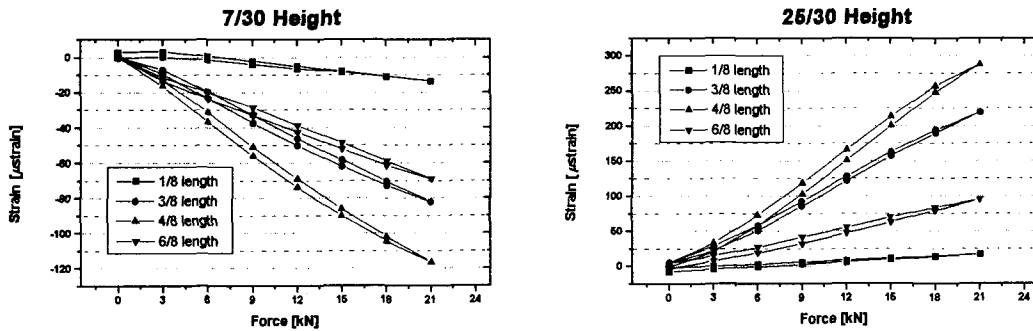 7/30 Height
0
-20
-40
-60
-80
-100
-120
Strain [µstrain]
1/8 length
3/8 length
4/8 length
6/8 length
0 3 6 9 12 15 18 21 24
Force [kN]
25/30 Height
300
250
200
150
100
50
0
Strain [µstrain]
1/8 length
3/8 length
4/8 length
6/8 length
0 3 6 9 12 15 18 21 24
Force [kN]